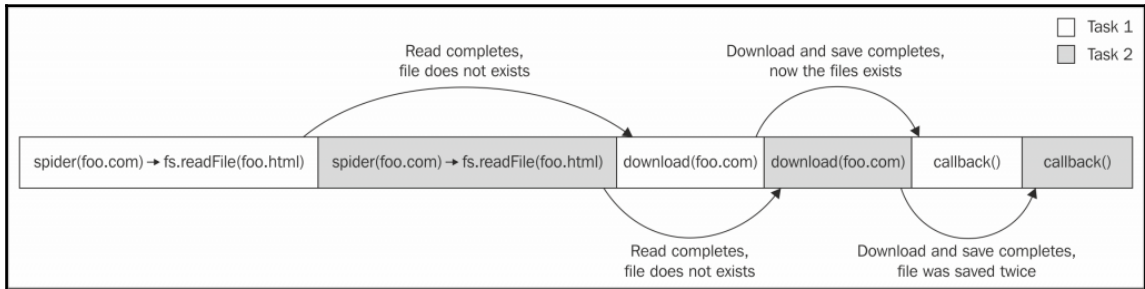 Task 1
Task 2
Read completes,
file does not exists
Download and save completes,
now the files exists
spider(foo.com) → fs.readFile(foo.html)
spider(foo.com) → fs.readFile(foo.html)
download(foo.com)
download(foo.com)
callback()
callback()
Read completes,
file does not exists
Download and save completes,
file was saved twice